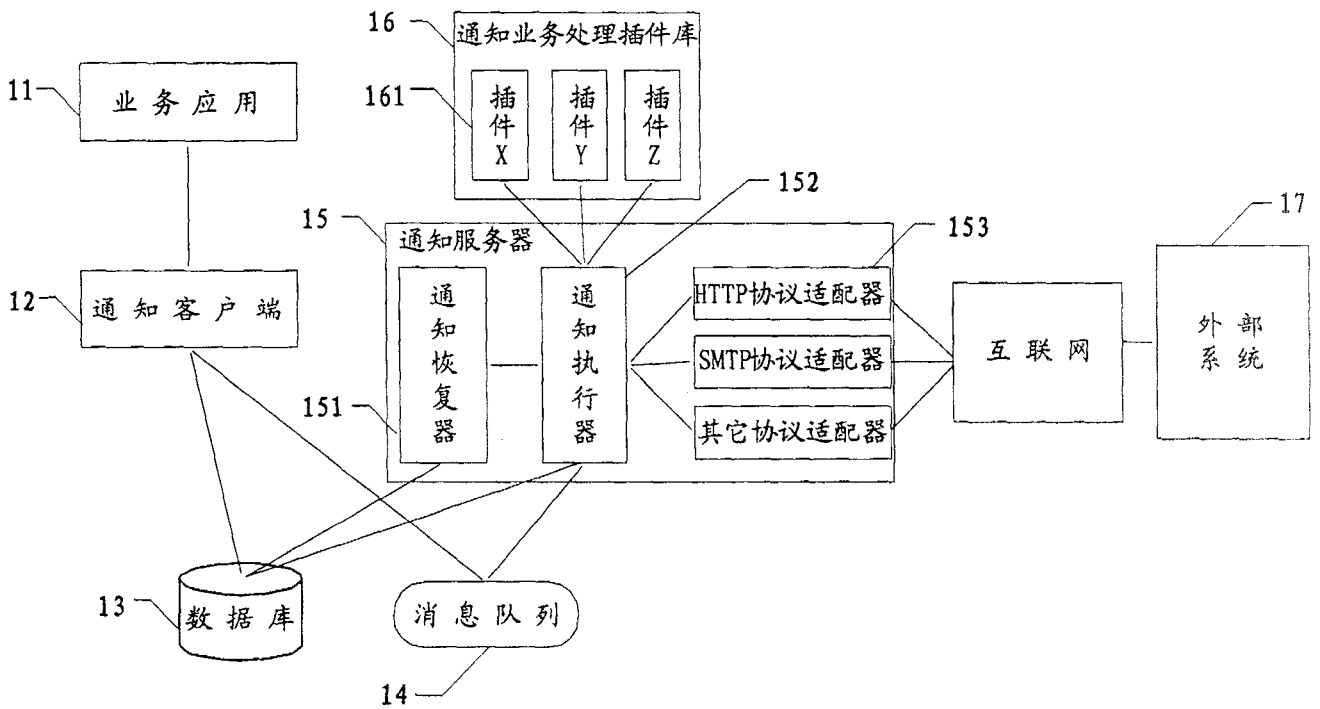 16
通知业务处理插件库
11
业务应用
161
插件X
插件Y
插件Z
152
15
通知服务器
153
17
12
通知客户端
通知恢复器
通知执行器
HTTP协议适配器
SMTP协议适配器
其它协议适配器
互联网
外部
系统
151
13
数据库
消息队列
14